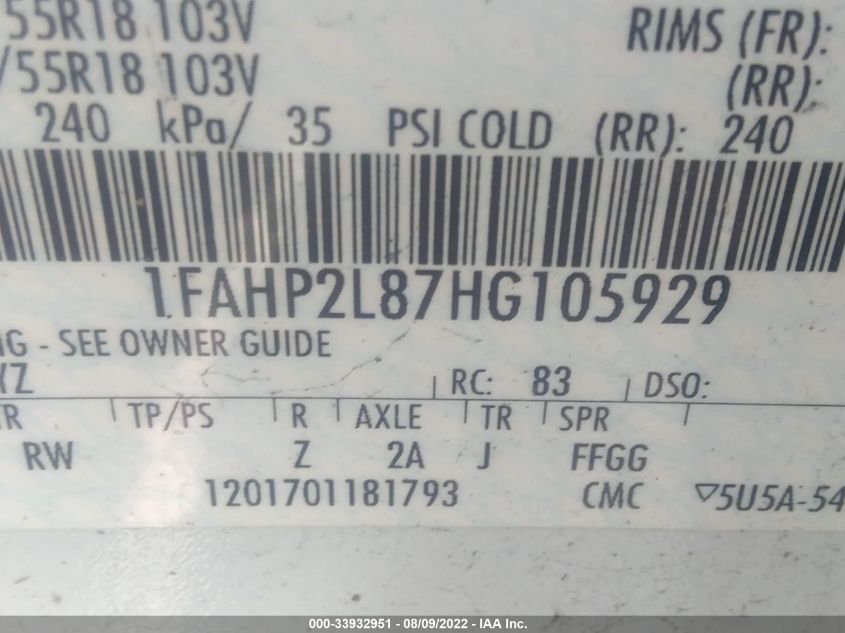 55R18 103V RIMS (FR):
/55R18 103V (RR):
240 kPa/ 35 PSI COLD (RR): 240
1FAHP2L87HG105929
G - SEE OWNER GUIDE
YZ RC: 83 DSO:
TR TP/PS R AXLE TR SPR
RW Z 2A J FFGG
1201701181793 CMC ▽5U5A-54
000-33932951 - 08/09/2022 - IAA Inc.